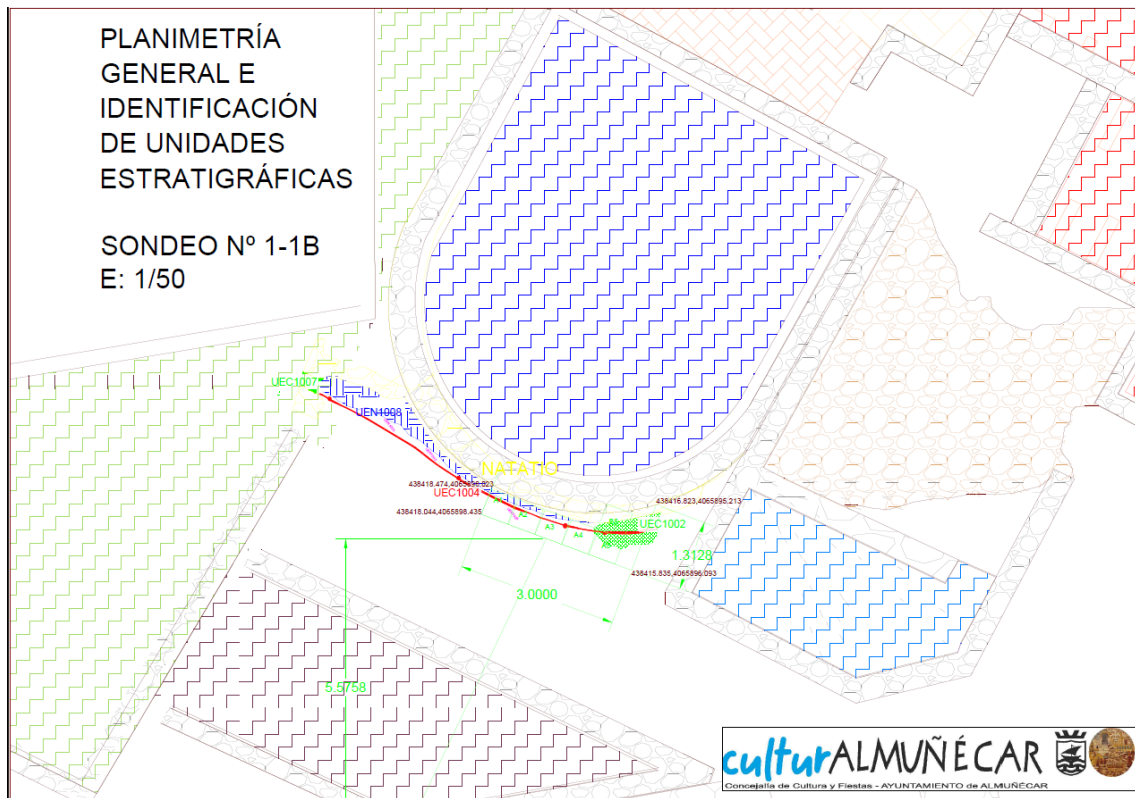 PLANIMETRÍA
GENERAL E
IDENTIFICACIÓN
DE UNIDADES
ESTRATIGRÁFICAS
SONDEO Nº 1-1B
E: 1/50
UEC1007
UEN1008
NATATIO
UEC1004
438418.044,4065898.435
438416.823,4065895.213
A3
A4
UEC1002
1.3128
438415.835,4065896.093
3.0000
5.5758
culturALMUÑÉCAR
Concejalía de Cultura y Fiestas - AYUNTAMIENTO de ALMUÑÉCAR